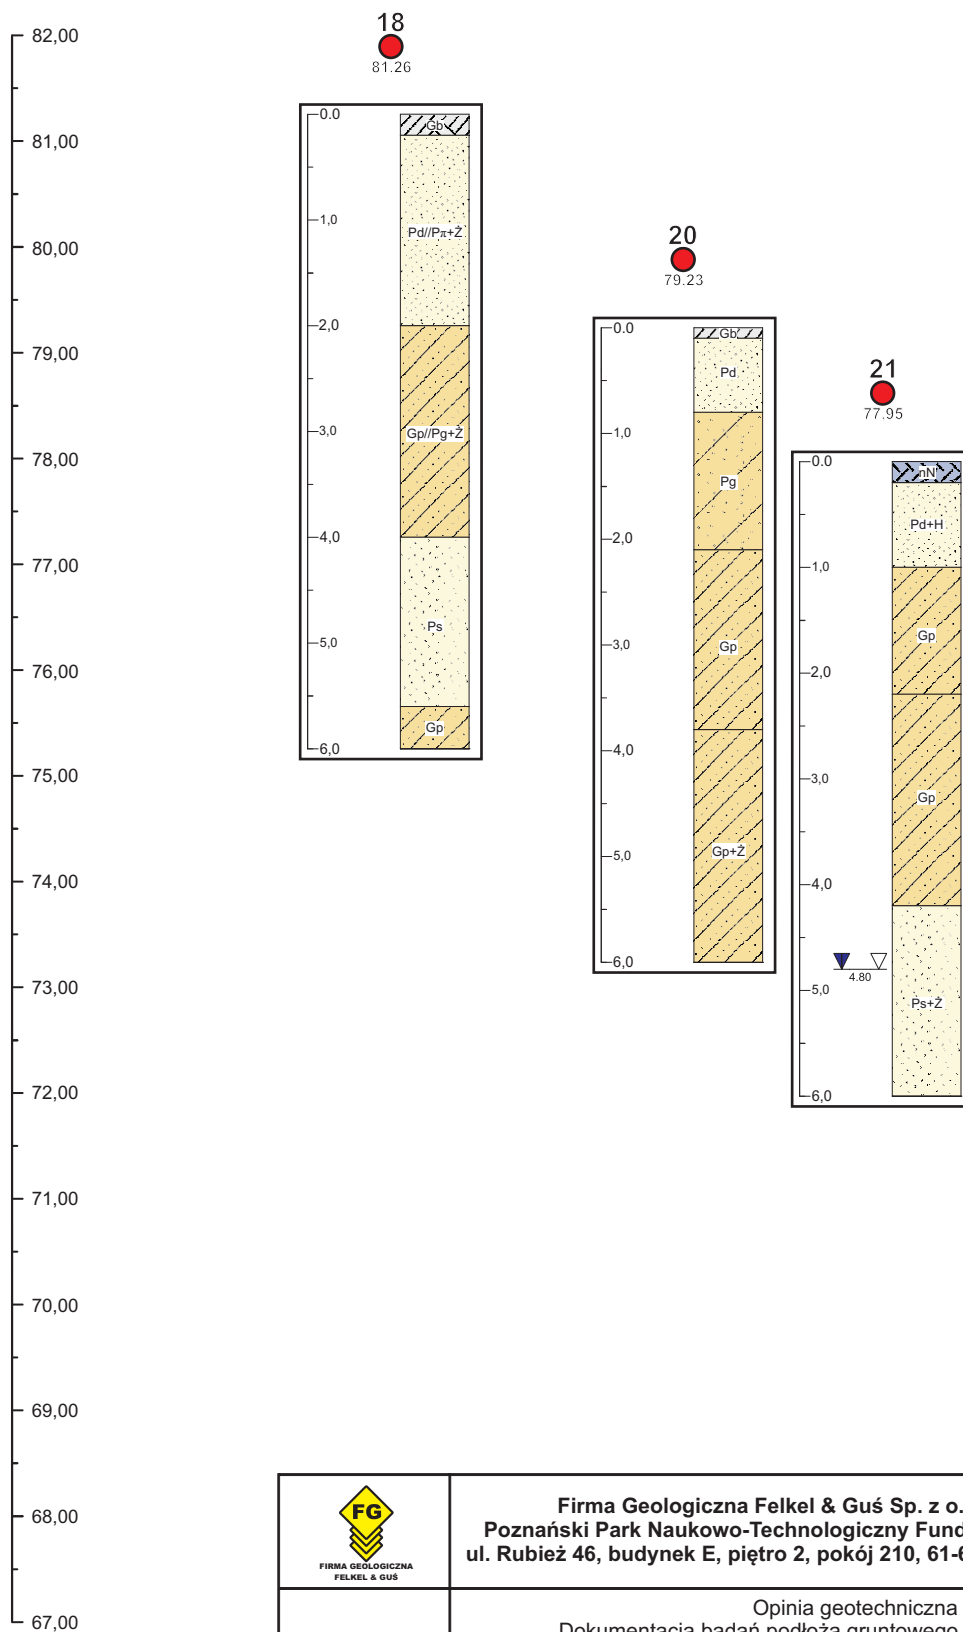 82,00
81,00
80,00
79,00
78,00
77,00
76,00
75,00
74,00
73,00
72,00
71,00
70,00
69,00
68,00
67,00
18
81.26
0.0
1,0
2,0
3,0
4,0
5,0
6,0
Gb
Pd//Pπ+Ż
Gp//Pg+Ż
Ps
Gp
20
79.23
0.0
1,0
2,0
3,0
4,0
5,0
6,0
Gb
Pd
Pg
Gp
Gp+Ż
21
77.95
0.0
1,0
2,0
3,0
4,0
5,0
6,0
4.80
nN
Pd+H
Gp
Gp
Ps+Ż
FG
FIRMA GEOLOGICZNA
FELKEL & GUŚ
Firma Geologiczna Felkel & Guś Sp. z o.
Poznański Park Naukowo-Technologiczny Fund
ul. Rubież 46, budynek E, piętro 2, pokój 210, 61-6
Opinia geotechniczna
Dokumentacja badań podłoża gruntowego